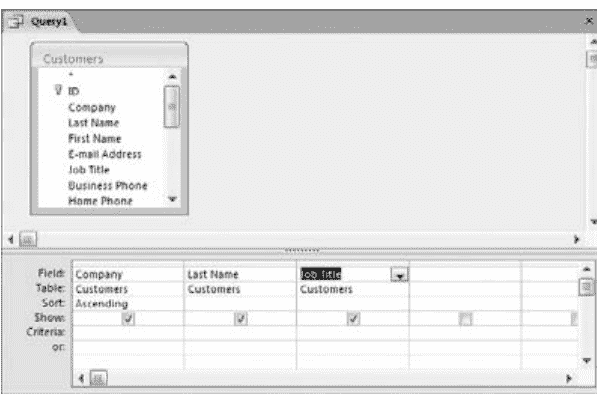 Query1
Customers
*
ID
Company
Last Name
First Name
E-mail Address
Job Title
Business Phone
Home Phone
Field: Company Last Name Job Title
Table: Customers Customers Customers
Sort: Ascending
Show:
Criteria:
or: